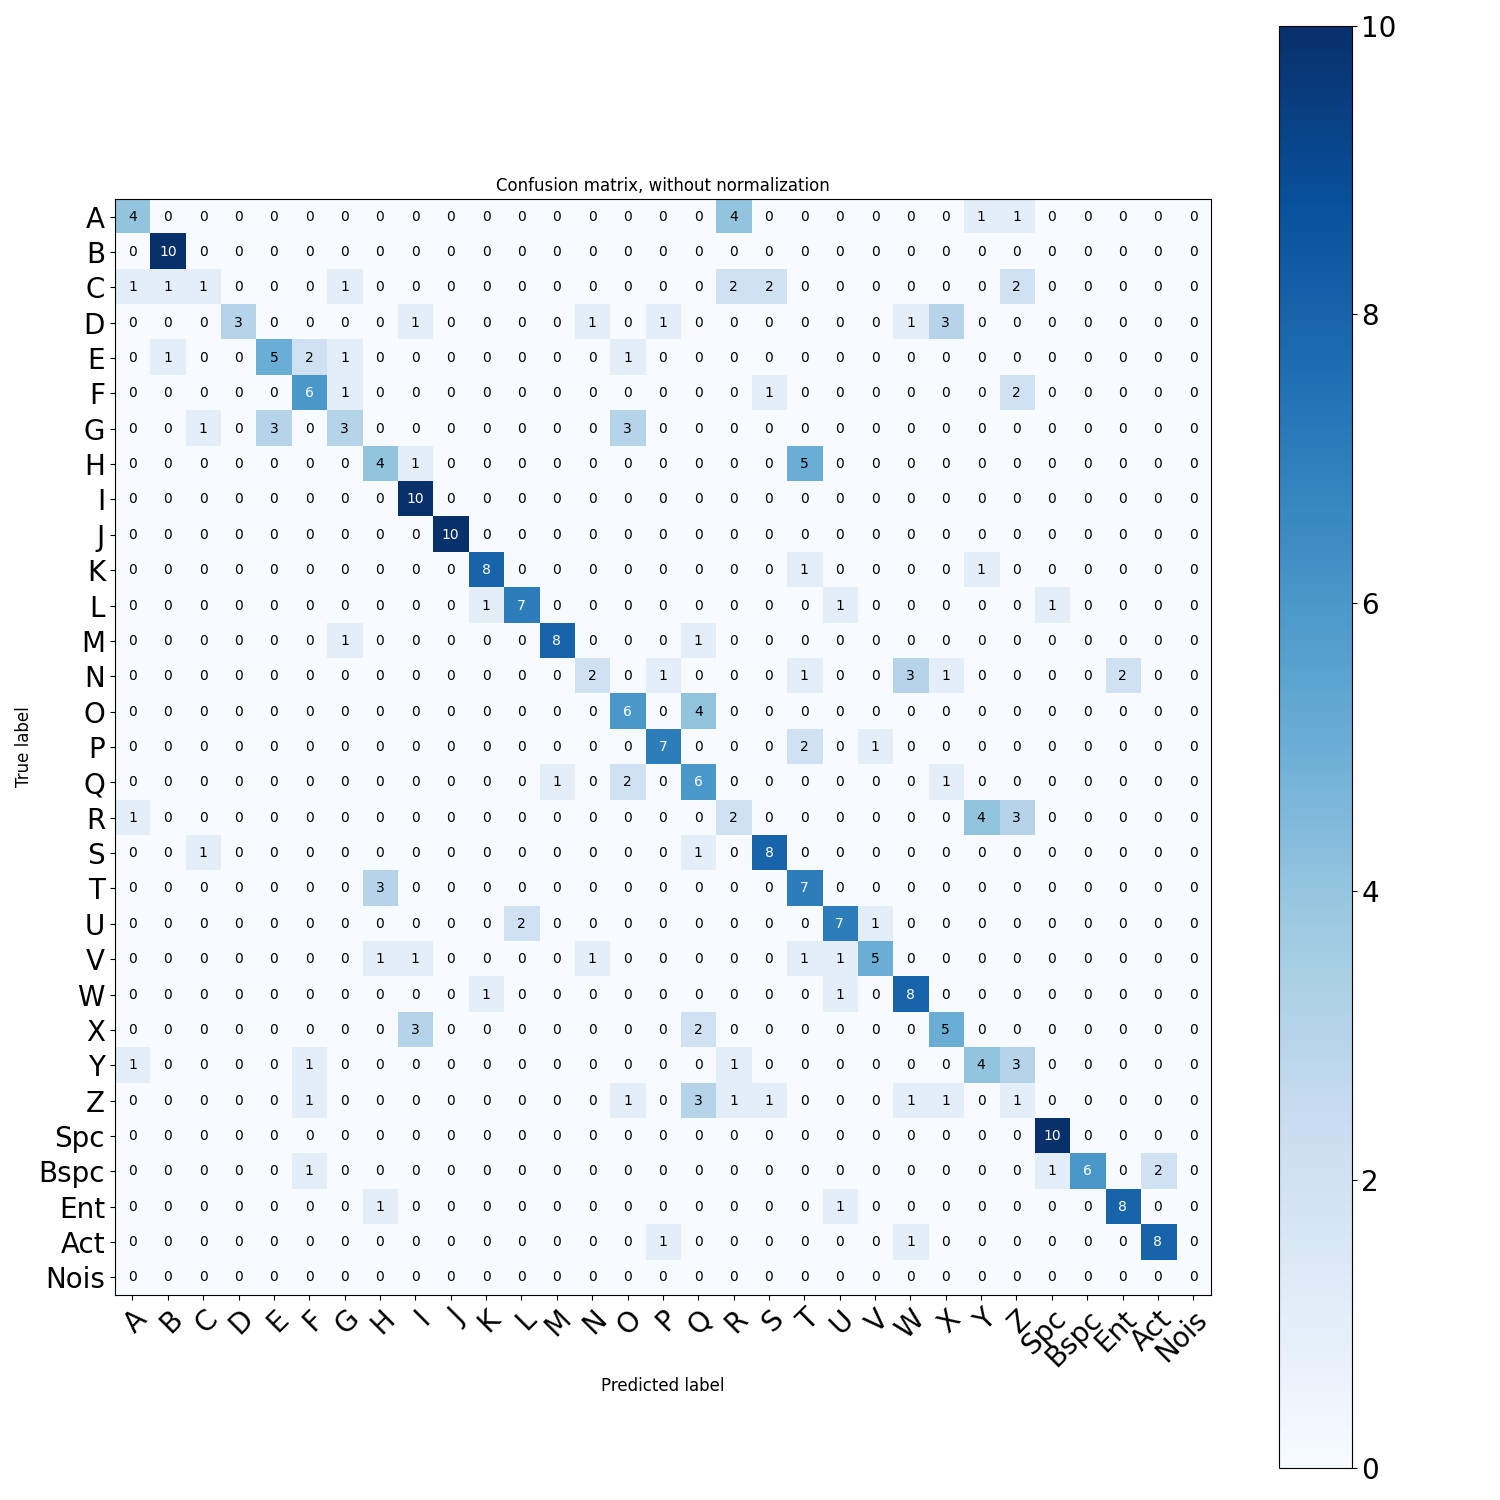 Confusion matrix, without normalization
A 4 0 0 0 0 0 0 0 0 0 0 0 0 0 0 0 0 4 0 0 0 0 0 0 1 1 0 0 0 0 0
B 0 10 0 0 0 0 0 0 0 0 0 0 0 0 0 0 0 0 0 0 0 0 0 0 0 0 0 0 0 0 0
C 1 1 1 0 0 0 1 0 0 0 0 0 0 0 0 0 0 2 2 0 0 0 0 0 0 2 0 0 0 0 0
D 0 0 0 3 0 0 0 0 1 0 0 0 0 1 0 1 0 0 0 0 0 0 1 3 0 0 0 0 0 0 0
E 0 1 0 0 5 2 1 0 0 0 0 0 0 0 1 0 0 0 0 0 0 0 0 0 0 0 0 0 0 0 0
F 0 0 0 0 0 6 1 0 0 0 0 0 0 0 0 0 0 0 1 0 0 0 0 0 0 2 0 0 0 0 0
G 0 0 1 0 3 0 3 0 0 0 0 0 0 0 3 0 0 0 0 0 0 0 0 0 0 0 0 0 0 0 0
H 0 0 0 0 0 0 0 4 1 0 0 0 0 0 0 0 0 0 0 5 0 0 0 0 0 0 0 0 0 0 0
I 0 0 0 0 0 0 0 0 10 0 0 0 0 0 0 0 0 0 0 0 0 0 0 0 0 0 0 0 0 0 0
J 0 0 0 0 0 0 0 0 0 10 0 0 0 0 0 0 0 0 0 0 0 0 0 0 0 0 0 0 0 0 0
K 0 0 0 0 0 0 0 0 0 0 8 0 0 0 0 0 0 0 0 1 0 0 0 0 1 0 0 0 0 0 0
L 0 0 0 0 0 0 0 0 0 0 1 7 0 0 0 0 0 0 0 0 1 0 0 0 0 0 1 0 0 0 0
M 0 0 0 0 0 0 1 0 0 0 0 0 8 0 0 0 1 0 0 0 0 0 0 0 0 0 0 0 0 0 0
N 0 0 0 0 0 0 0 0 0 0 0 0 0 2 0 1 0 0 0 1 0 0 3 1 0 0 0 0 2 0 0
O 0 0 0 0 0 0 0 0 0 0 0 0 0 0 6 0 4 0 0 0 0 0 0 0 0 0 0 0 0 0 0
P 0 0 0 0 0 0 0 0 0 0 0 0 0 0 0 7 0 0 0 2 0 1 0 0 0 0 0 0 0 0 0
Q 0 0 0 0 0 0 0 0 0 0 0 0 1 0 2 0 6 0 0 0 0 0 0 1 0 0 0 0 0 0 0
R 1 0 0 0 0 0 0 0 0 0 0 0 0 0 0 0 0 2 0 0 0 0 0 0 4 3 0 0 0 0 0
S 0 0 1 0 0 0 0 0 0 0 0 0 0 0 0 0 1 0 8 0 0 0 0 0 0 0 0 0 0 0 0
T 0 0 0 0 0 0 0 3 0 0 0 0 0 0 0 0 0 0 0 7 0 0 0 0 0 0 0 0 0 0 0
U 0 0 0 0 0 0 0 0 0 0 0 2 0 0 0 0 0 0 0 0 7 1 0 0 0 0 0 0 0 0 0
V 0 0 0 0 0 0 0 1 1 0 0 0 0 1 0 0 0 0 0 1 1 5 0 0 0 0 0 0 0 0 0
W 0 0 0 0 0 0 0 0 0 0 1 0 0 0 0 0 0 0 0 0 1 0 8 0 0 0 0 0 0 0 0
X 0 0 0 0 0 0 0 0 3 0 0 0 0 0 0 0 2 0 0 0 0 0 0 5 0 0 0 0 0 0 0
Y 1 0 0 0 0 1 0 0 0 0 0 0 0 0 0 0 0 1 0 0 0 0 0 0 4 3 0 0 0 0 0
Z 0 0 0 0 0 1 0 0 0 0 0 0 0 0 1 0 3 1 1 0 0 0 1 1 0 1 0 0 0 0 0
Spc 0 0 0 0 0 0 0 0 0 0 0 0 0 0 0 0 0 0 0 0 0 0 0 0 0 0 10 0 0 0 0
Bspc 0 0 0 0 0 1 0 0 0 0 0 0 0 0 0 0 0 0 0 0 0 0 0 0 0 0 1 6 0 2 0
Ent 0 0 0 0 0 0 0 1 0 0 0 0 0 0 0 0 0 0 0 0 1 0 0 0 0 0 0 0 8 0 0
Act 0 0 0 0 0 0 0 0 0 0 0 0 0 0 0 1 0 0 0 0 0 0 1 0 0 0 0 0 0 8 0
Nois 0 0 0 0 0 0 0 0 0 0 0 0 0 0 0 0 0 0 0 0 0 0 0 0 0 0 0 0 0 0 0
A B C D E F G H I J K L M N O P Q R S T U V W X Y Z Spc Bspc Ent Act Nois
Predicted label
True label
10
8
6
4
2
0